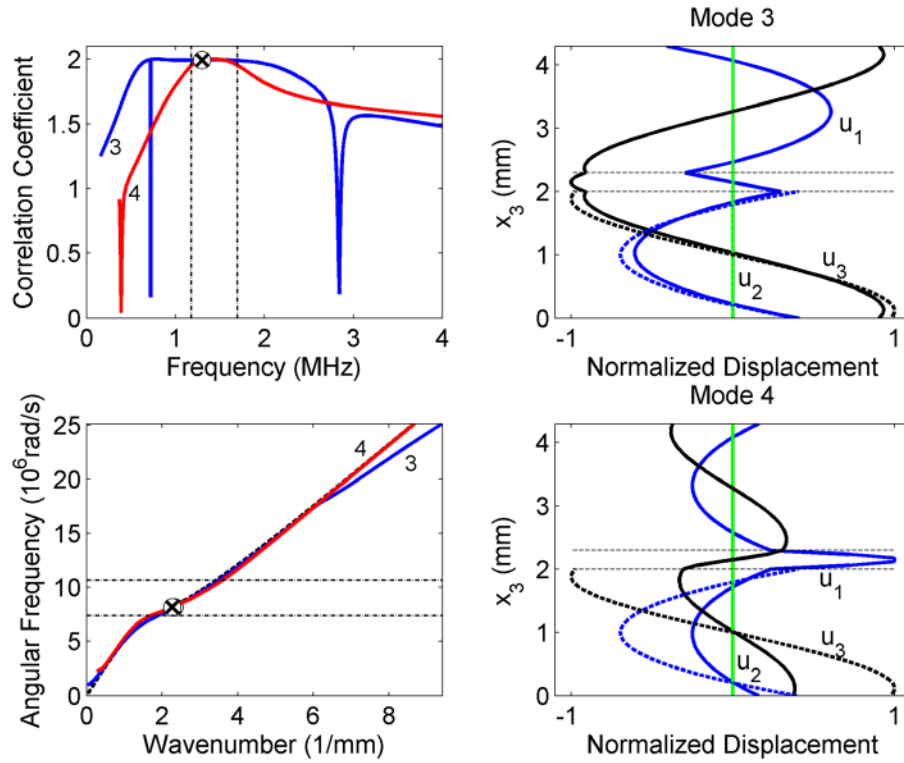 Mode 3
Correlation Coefficient
2
1.5
1
0.5
0
3
4
0 1 2 3 4
Frequency (MHz)
x3 (mm)
4
3
2
1
0
u1
u3
u2
-1 0 1
Normalized Displacement
Mode 4
Angular Frequency (10^6rad/s)
25
20
15
10
5
0
4
3
0 2 4 6 8
Wavenumber (1/mm)
x3 (mm)
4
3
2
1
0
u1
u3
u2
-1 0 1
Normalized Displacement